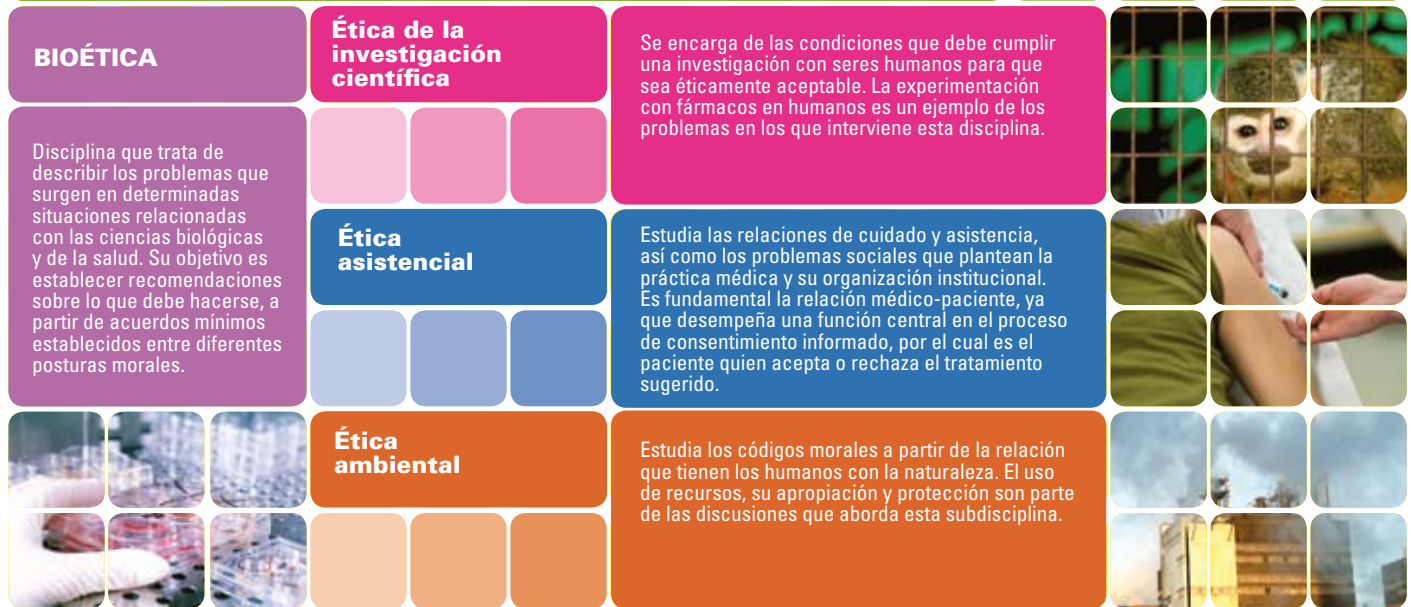 BIOÉTICA
Disciplina que trata de
describir los problemas que
surgen en determinadas
situaciones relacionadas
con las ciencias biológicas
y de la salud. Su objetivo es
establecer recomendaciones
sobre lo que debe hacerse, a
partir de acuerdos mínimos
establecidos entre diferentes
posturas morales.
Ética de la
investigación
científica
Se encarga de las condiciones que debe cumplir
una investigación con seres humanos para que
sea éticamente aceptable. La experimentación
con fármacos en humanos es un ejemplo de los
problemas en los que interviene esta disciplina.
Ética
asistencial
Estudia las relaciones de cuidado y asistencia,
así como los problemas sociales que plantean la
práctica médica y su organización institucional.
Es fundamental la relación médico-paciente, ya
que desempeña una función central en el proceso
de consentimiento informado, por el cual es el
paciente quien acepta o rechaza el tratamiento
sugerido.
Ética
ambiental
Estudia los códigos morales a partir de la relación
que tienen los humanos con la naturaleza. El uso
de recursos, su apropiación y protección son parte
de las discusiones que aborda esta subdisciplina.